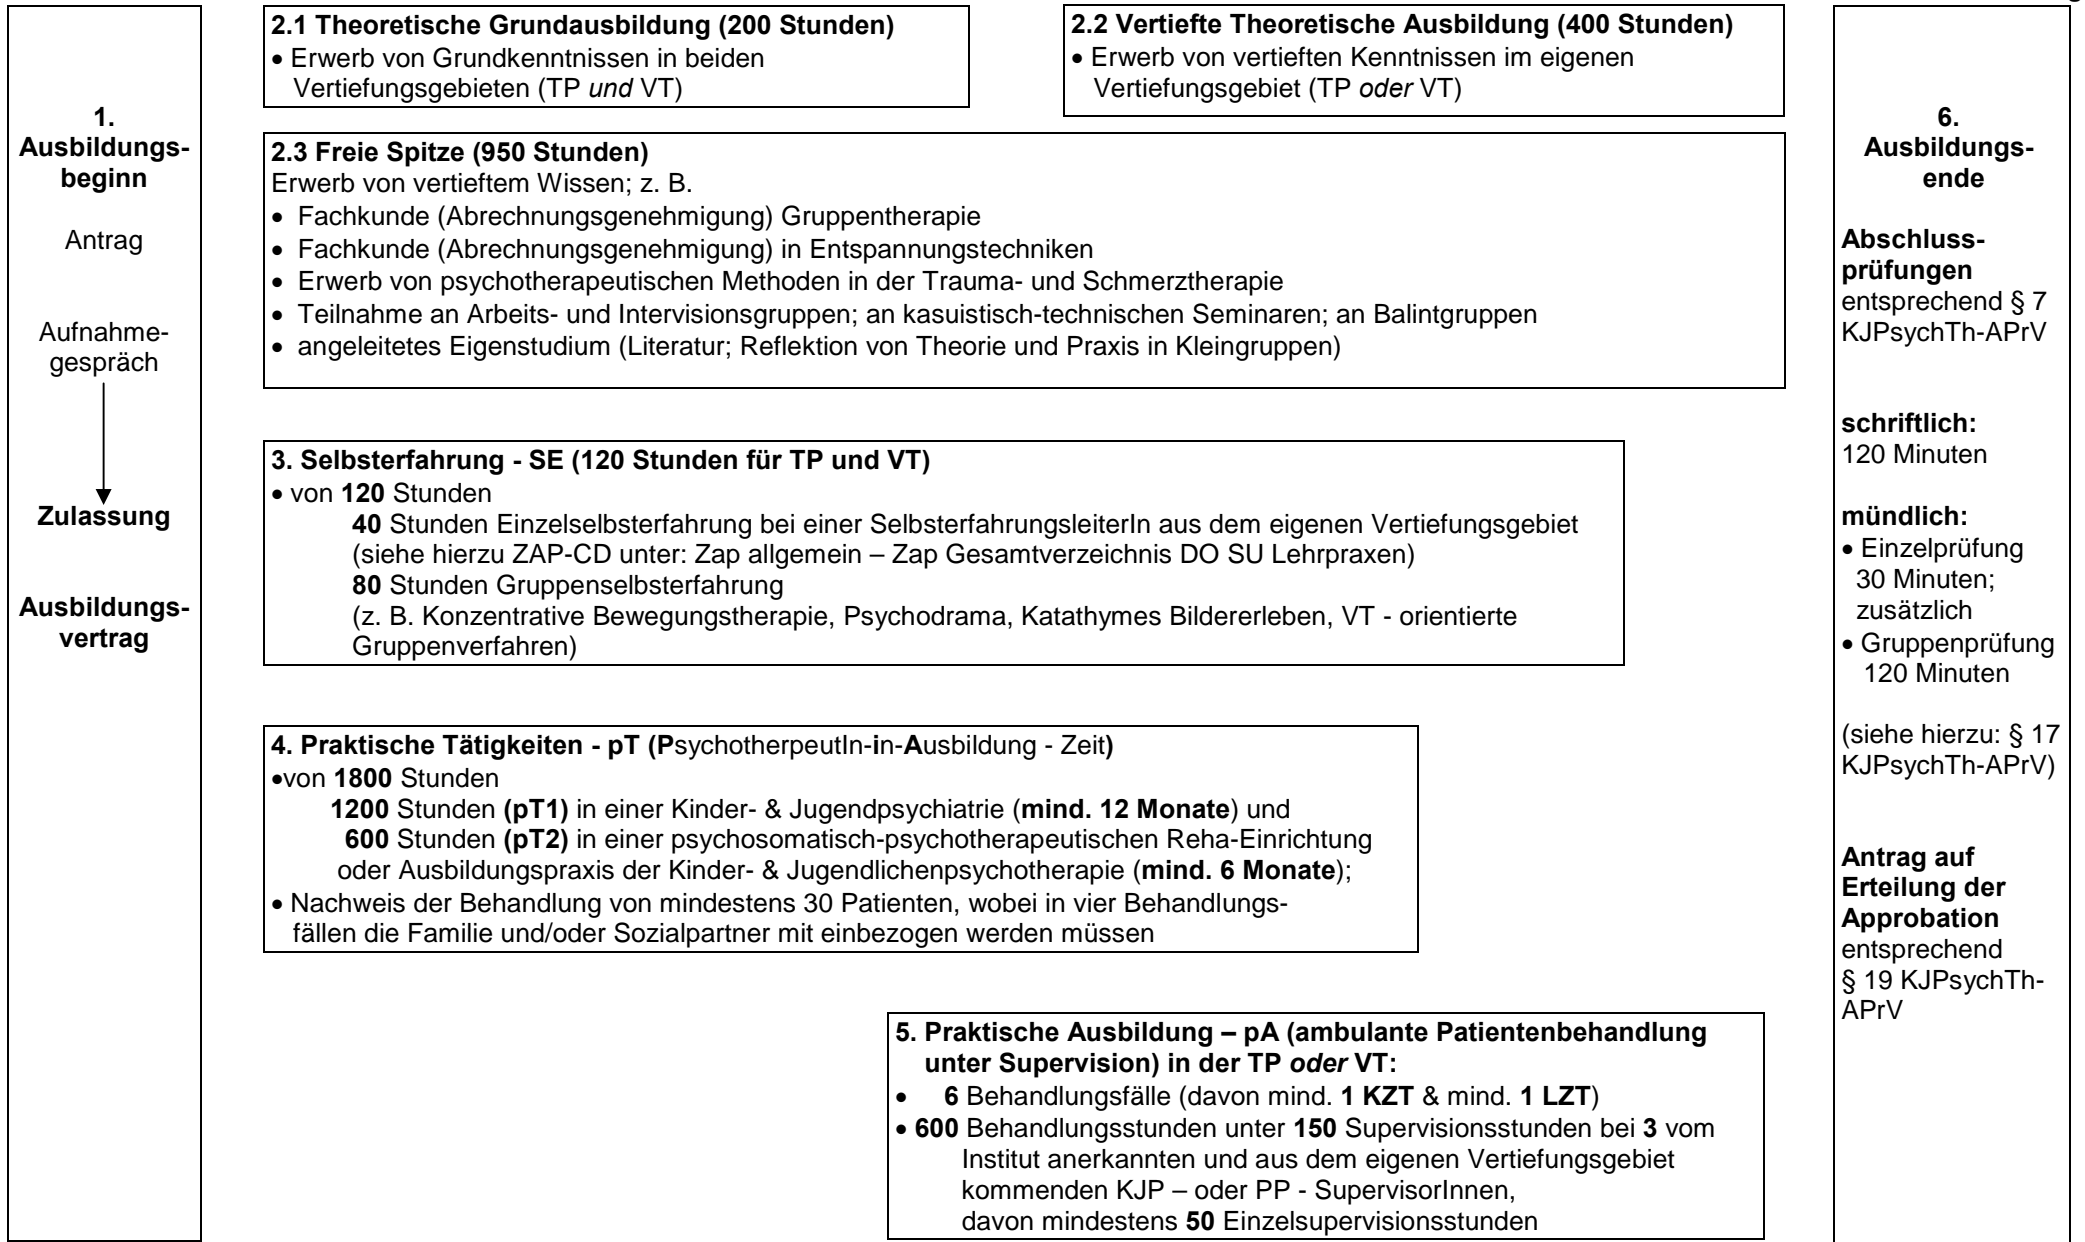 1.
Ausbildungs-
beginn
Antrag
Aufnahme-
gespräch
Zulassung
Ausbildungs-
vertrag
2.1 Theoretische Grundausbildung (200 Stunden)
• Erwerb von Grundkenntnissen in beiden
Vertiefungsgebieten (TP und VT)
2.2 Vertiefte Theoretische Ausbildung (400 Stunden)
• Erwerb von vertieften Kenntnissen im eigenen
Vertiefungsgebiet (TP oder VT)
2.3 Freie Spitze (950 Stunden)
Erwerb von vertieftem Wissen; z. B.
• Fachkunde (Abrechnungsgenehmigung) Gruppentherapie
• Fachkunde (Abrechnungsgenehmigung) in Entspannungstechniken
• Erwerb von psychotherapeutischen Methoden in der Trauma- und Schmerztherapie
• Teilnahme an Arbeits- und Intervisionsgruppen; an kasuistisch-technischen Seminaren; an Balintgruppen
• angeleitetes Eigenstudium (Literatur; Reflektion von Theorie und Praxis in Kleingruppen)
3. Selbsterfahrung - SE (120 Stunden für TP und VT)
• von 120 Stunden
40 Stunden Einzelselbsterfahrung bei einer SelbsterfahrungsleiterIn aus dem eigenen Vertiefungsgebiet
(siehe hierzu ZAP-CD unter: Zap allgemein – Zap Gesamtverzeichnis DO SU Lehrpraxen)
80 Stunden Gruppenselbsterfahrung
(z. B. Konzentrative Bewegungstherapie, Psychodrama, Katathymes Bildererleben, VT - orientierte
Gruppenverfahren)
4. Praktische Tätigkeiten - pT (PsychotherpeutIn-in-Ausbildung - Zeit)
•von 1800 Stunden
1200 Stunden (pT1) in einer Kinder- & Jugendpsychiatrie (mind. 12 Monate) und
600 Stunden (pT2) in einer psychosomatisch-psychotherapeutischen Reha-Einrichtung
oder Ausbildungspraxis der Kinder- & Jugendlichenpsychotherapie (mind. 6 Monate);
• Nachweis der Behandlung von mindestens 30 Patienten, wobei in vier Behandlungs-
fällen die Familie und/oder Sozialpartner mit einbezogen werden müssen
5. Praktische Ausbildung – pA (ambulante Patientenbehandlung
unter Supervision) in der TP oder VT:
• 6 Behandlungsfälle (davon mind. 1 KZT & mind. 1 LZT)
• 600 Behandlungsstunden unter 150 Supervisionsstunden bei 3 vom
Institut anerkannten und aus dem eigenen Vertiefungsgebiet
kommenden KJP – oder PP - SupervisorInnen,
davon mindestens 50 Einzelsupervisionsstunden
6.
Ausbildungs-
ende
Abschluss-
prüfungen
entsprechend § 7
KJPsychTh-APrV
schriftlich:
120 Minuten
mündlich:
• Einzelprüfung
30 Minuten;
zusätzlich
• Gruppenprüfung
120 Minuten
(siehe hierzu: § 17
KJPsychTh-APrV)
Antrag auf
Erteilung der
Approbation
entsprechend
§ 19 KJPsychTh-
APrV